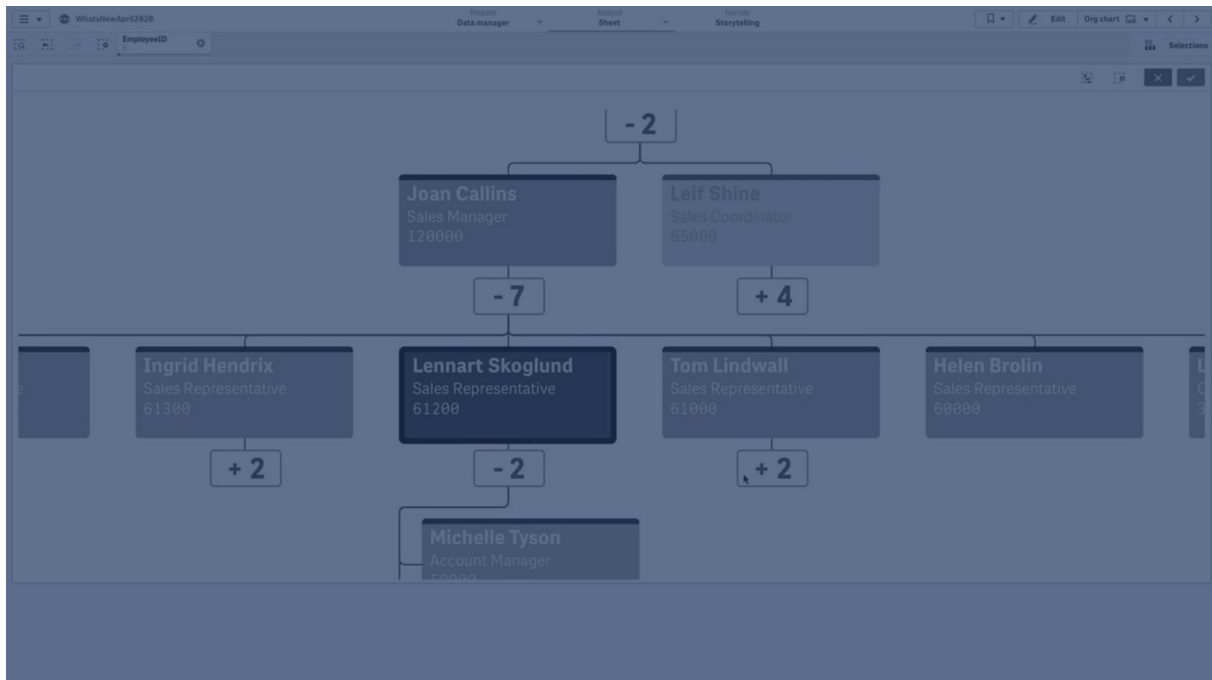 WhatsNewApril2020
Prepare
Data manager
Analyze
Sheet
Narrate
Storytelling
Edit
Org chart
EmployeeID
Selections
- 2
Joan Callins
Sales Manager
120000
Leif Shine
Sales Coordinator
65000
- 7
+ 4
Ingrid Hendrix
Sales Representative
61300
Lennart Skoglund
Sales Representative
61200
Tom Lindwall
Sales Representative
61000
Helen Brolin
Sales Representative
60000
+ 2
- 2
+ 2
Michelle Tyson
Account Manager